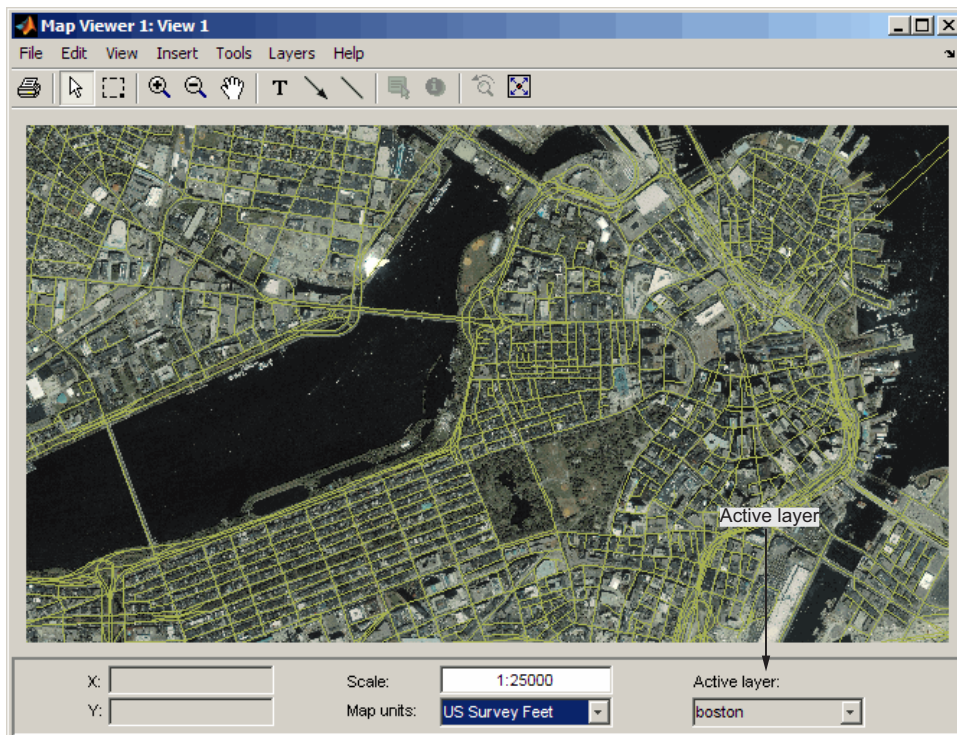 Map Viewer 1: View 1
File Edit View Insert Tools Layers Help
T
Active layer
X: Scale: 1:25000 Active layer:
Y: Map units: US Survey Feet boston